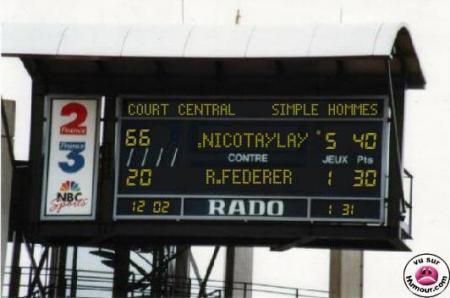 COURT CENTRAL SIMPLE HOMMES
66 .NICOTAYLAY * 5 40
CONTRE JEUX Pts
20 R.FEDERER 1 30
12 02 RADO 1 31
2
France
3
NBC
Sports
vu sur
Humour.com